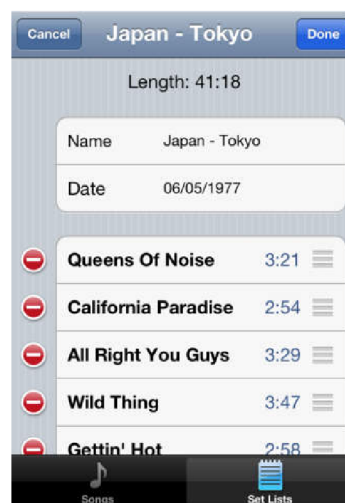 Cancel Japan - Tokyo Done
Length: 41:18
Name Japan - Tokyo
Date 06/05/1977
Queens Of Noise 3:21
California Paradise 2:54
All Right You Guys 3:29
Wild Thing 3:47
Gettin' Hot 2:58
Songs Set Lists